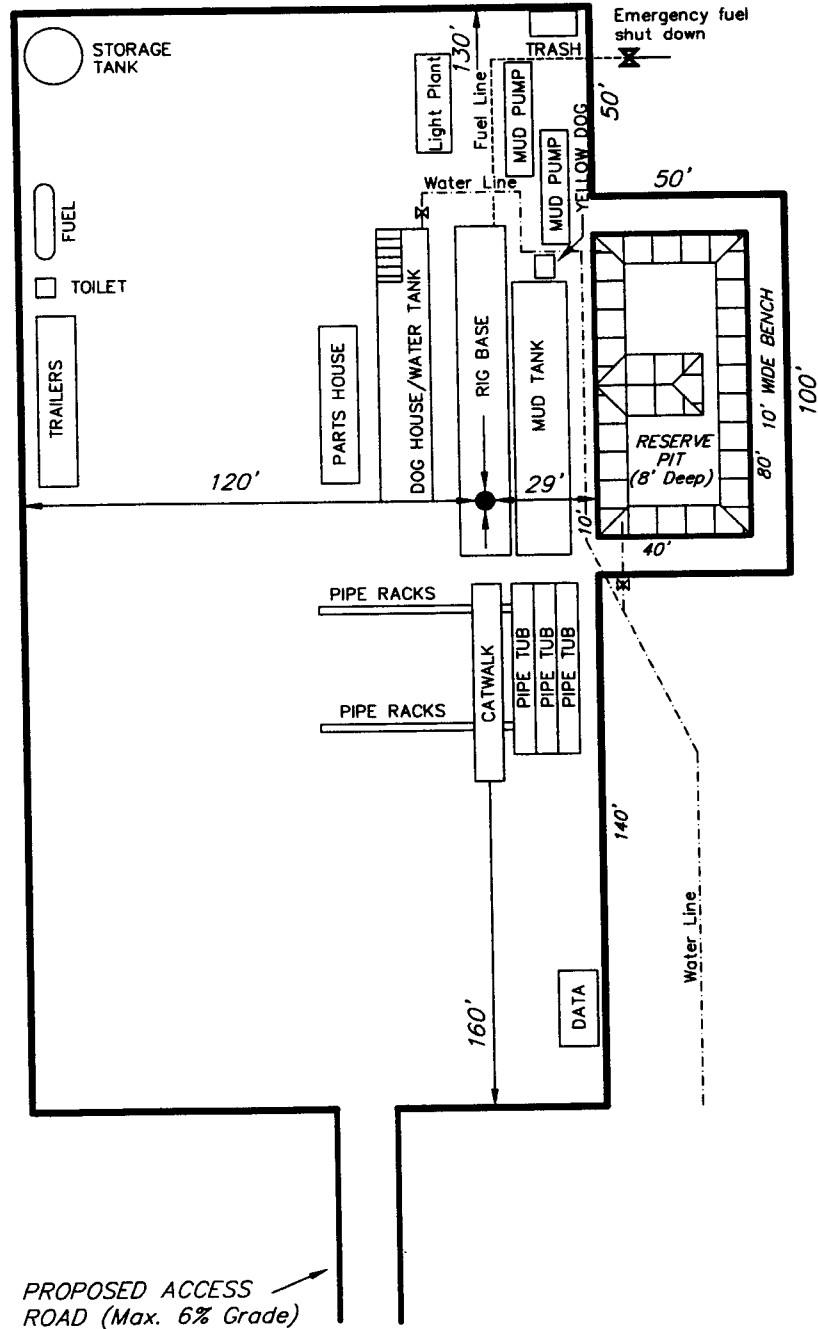 Emergency fuel
shut down
STORAGE
TANK
TRASH
130'
Light Plant
Fuel Line
MUD PUMP
50'
MUD PUMP
YELLOW DOG
Water Line
50'
FUEL
TOILET
TRAILERS
PARTS HOUSE
DOG HOUSE/WATER TANK
RIG BASE
MUD TANK
10' WIDE BENCH
100'
RESERVE
PIT
(8' Deep)
80'
120'
29'
10'
40'
PIPE RACKS
CATWALK
PIPE TUB
PIPE TUB
PIPE TUB
PIPE RACKS
140'
Water Line
160'
DATA
PROPOSED ACCESS
ROAD (Max. 6% Grade)